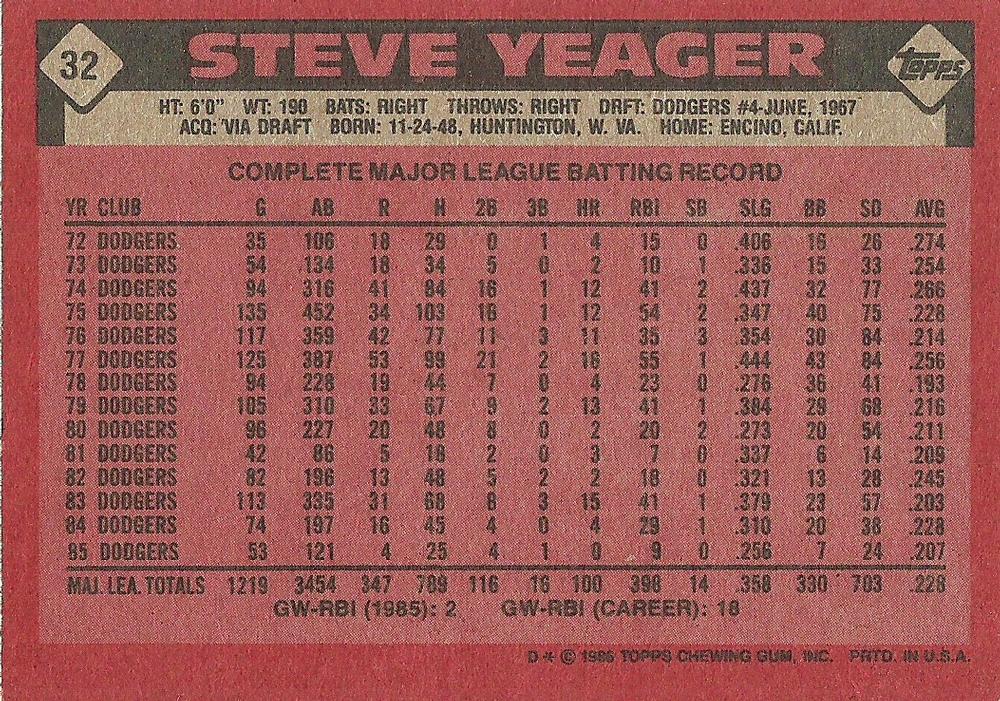 32 STEVE YEAGER Topps
HT: 6'0" WT: 190 BATS: RIGHT THROWS: RIGHT DRFT: DODGERS #4-JUNE, 1967
ACQ: VIA DRAFT BORN: 11-24-48, HUNTINGTON, W. VA. HOME: ENCINO, CALIF.
COMPLETE MAJOR LEAGUE BATTING RECORD
YR CLUB G AB R H 2B 3B HR RBI SB SLG BB SO AVG
72 DODGERS 35 106 18 29 0 1 4 15 0 .406 16 26 .274
73 DODGERS 54 134 18 34 5 0 2 10 1 .336 15 33 .254
74 DODGERS 94 316 41 84 16 1 12 41 2 .437 32 77 .266
75 DODGERS 135 452 34 103 16 1 12 54 2 .347 40 75 .228
76 DODGERS 117 359 42 77 11 3 11 35 3 .354 30 84 .214
77 DODGERS 125 387 53 99 21 2 16 55 1 .444 43 84 .256
78 DODGERS 94 228 19 44 7 0 4 23 0 .276 36 41 .193
79 DODGERS 105 310 33 67 9 2 13 41 1 .384 29 68 .216
80 DODGERS 96 227 20 48 8 0 2 20 2 .273 20 54 .211
81 DODGERS 42 86 5 18 2 0 3 7 0 .337 6 14 .209
82 DODGERS 82 196 13 48 5 2 2 18 0 .321 13 28 .245
83 DODGERS 113 335 31 68 8 3 15 41 1 .379 23 57 .203
84 DODGERS 74 197 16 45 4 0 4 29 1 .310 20 38 .228
85 DODGERS 53 121 4 25 4 1 0 9 0 .256 7 24 .207
MAJ. LEA. TOTALS 1219 3454 347 789 116 16 100 398 14 .358 330 703 .228
GW-RBI (1985): 2 GW-RBI (CAREER): 18
D * © 1986 TOPPS CHEWING GUM, INC. PRTD. IN U.S.A.